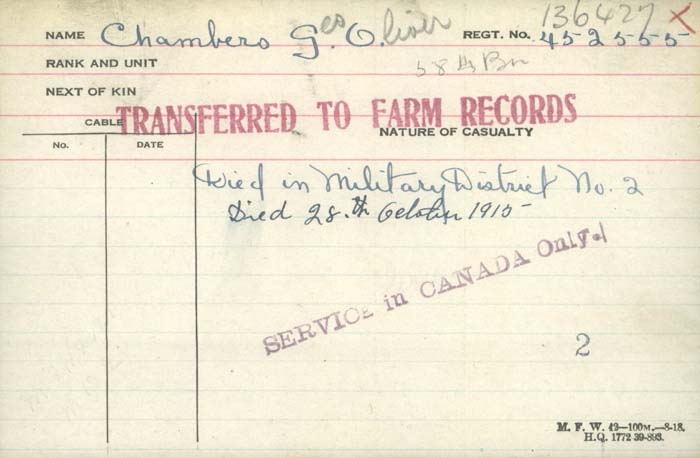 136427 X
NAME Chambers Geo Oliver REGT. No. 452555
RANK AND UNIT 58th Bn
NEXT OF KIN
TRANSFERRED TO FARM RECORDS
CABLE NATURE OF CASUALTY
No. DATE
Died in Military District No. 2
Died 28th October 1915
SERVICE in CANADA Only.
2
M. F. W. 42—100M.—8-18.
H.Q. 1772-39-893.